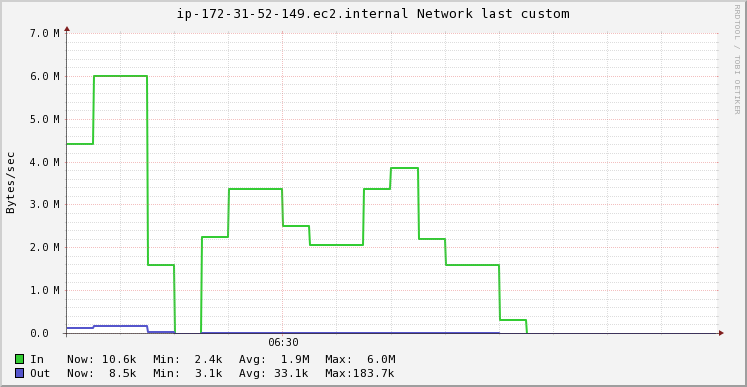 ip-172-31-52-149.ec2.internal Network last custom
RRDTOOL / TOBI OETIKER
Bytes/sec
7.0 M
6.0 M
5.0 M
4.0 M
3.0 M
2.0 M
1.0 M
0.0
06:30
In Now: 10.6k Min: 2.4k Avg: 1.9M Max: 6.0M
Out Now: 8.5k Min: 3.1k Avg: 33.1k Max:183.7k